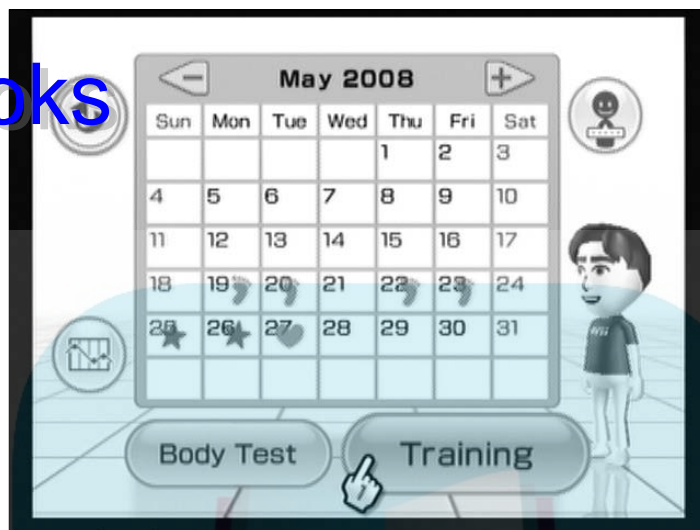 oks
May 2008
Sun Mon Tue Wed Thu Fri Sat
1 2 3
4 5 6 7 8 9 10
11 12 13 14 15 16 17
18 19 20 21 22 23 24
25 26 27 28 29 30 31
Body Test Training
Wii